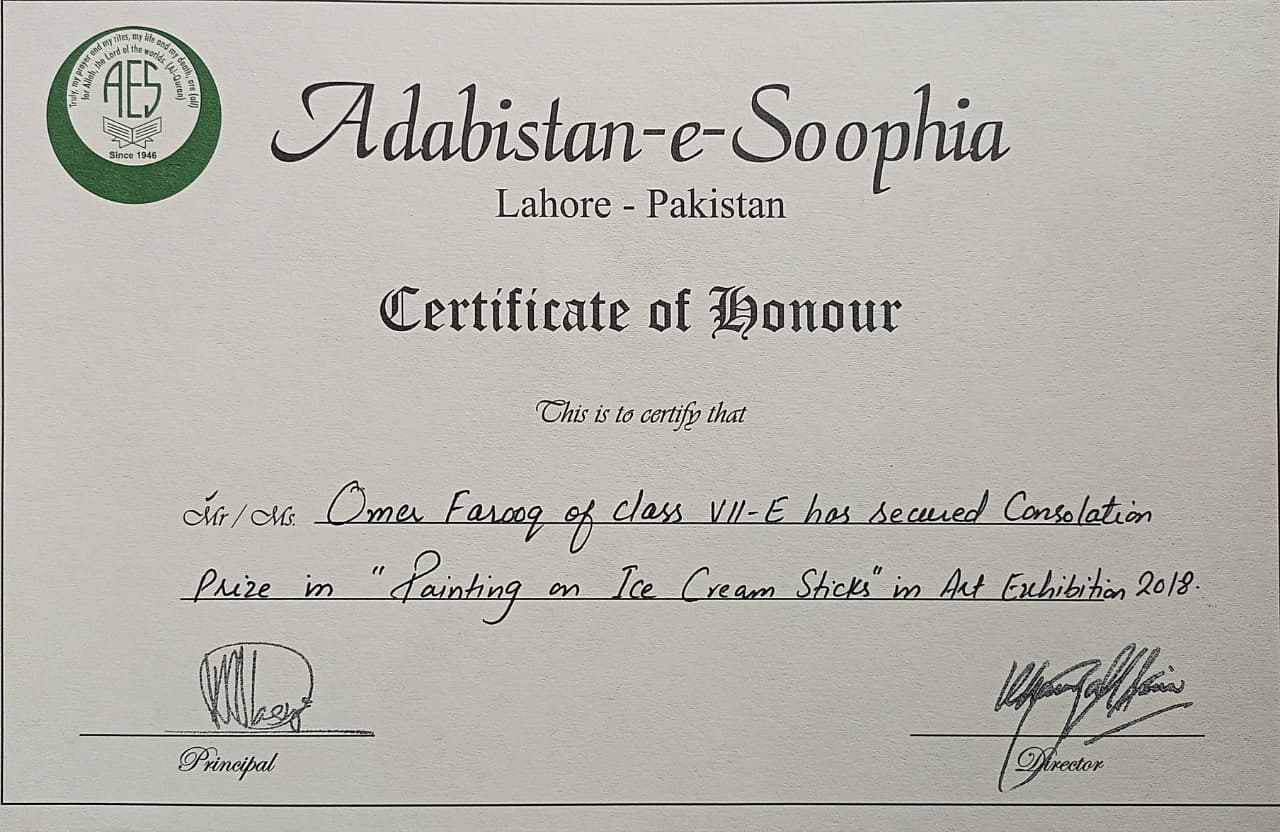 Truly, my prayer and my rites, my life and my death, are (all)
for Allah, the Lord of the worlds. (Al-Quran)
AES
Since 1946
Adabistan-e-Soophia
Lahore - Pakistan
Certificate of Honour
This is to certify that
Mr / Ms. Omer Farooq of class VII-E has secured Consolation
Prize in "Painting on Ice Cream Sticks" in Art Exhibition 2018.
Principal
Director